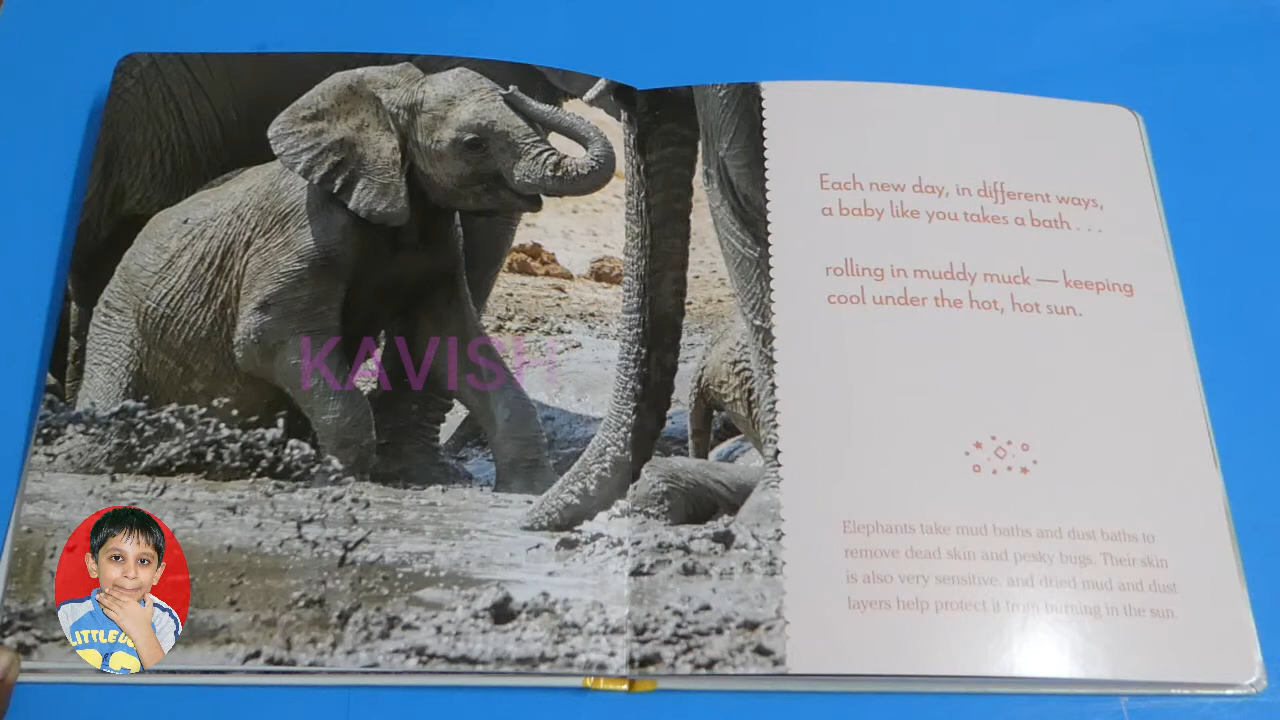 Each new day, in different ways,
a baby like you takes a bath . . .
rolling in muddy muck — keeping
cool under the hot, hot sun.
KAVISH
Elephants take mud baths and dust baths to
remove dead skin and pesky bugs. Their skin
is also very sensitive, and dried mud and dust
layers help protect it from burning in the sun.
LITTLE